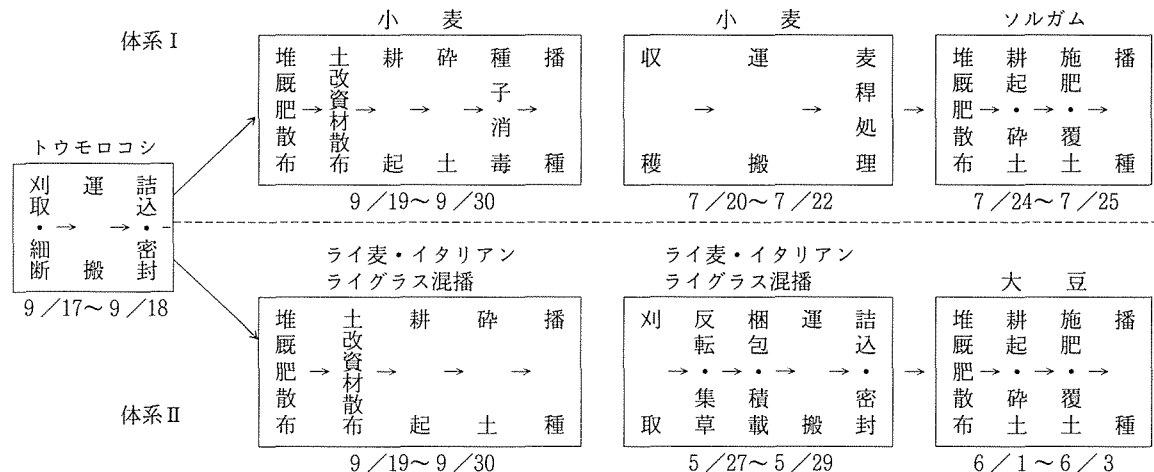 体系Ⅰ
小麦
堆厩肥散布→土改資材散布→耕起→砕土→種子消毒→播種
9/19～9/30
小麦
収穫→運搬→麦稈処理
7/20～7/22
ソルガム
堆厩肥散布→耕起・砕土→施肥・覆土→播種
7/24～7/25
トウモロコシ
刈取・細断→運搬→詰込・密封
9/17～9/18
体系Ⅱ
ライ麦・イタリアン
ライグラス混播
堆厩肥散布→土改資材散布→耕起→砕土→播種
9/19～9/30
ライ麦・イタリアン
ライグラス混播
刈取→反転・集草→梱包・積載→運搬→詰込・密封
5/27～5/29
大豆
堆厩肥散布→耕起・砕土→施肥・覆土→播種
6/1～6/3